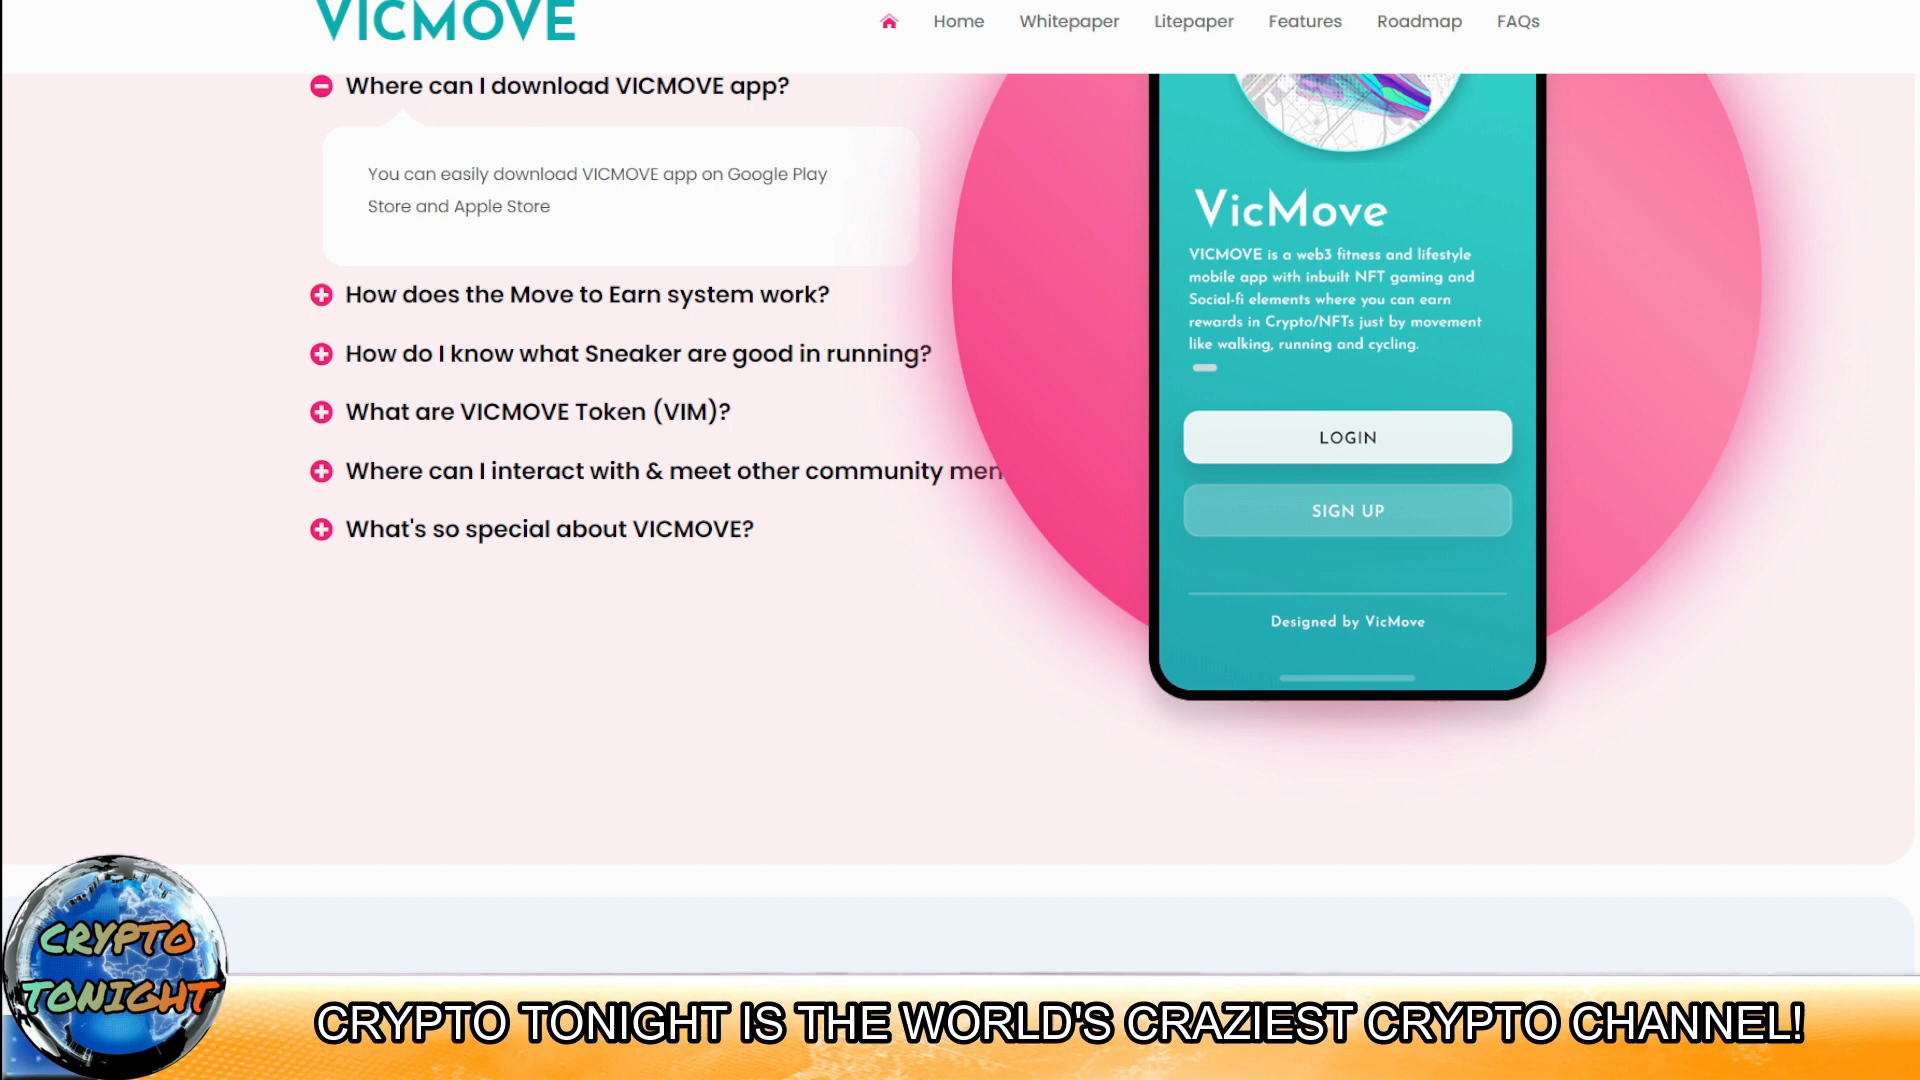 VICMOVE
Home Whitepaper Litepaper Features Roadmap FAQs
Where can I download VICMOVE app?
You can easily download VICMOVE app on Google Play
Store and Apple Store
How does the Move to Earn system work?
How do I know what Sneaker are good in running?
What are VICMOVE Token (VIM)?
Where can I interact with & meet other community mem
What's so special about VICMOVE?
VicMove
VICMOVE is a web3 fitness and lifestyle
mobile app with inbuilt NFT gaming and
Social-fi elements where you can earn
rewards in Crypto/NFTs just by movement
like walking, running and cycling.
LOGIN
SIGN UP
Designed by VicMove
CRYPTO
TONIGHT
CRYPTO TONIGHT IS THE WORLD'S CRAZIEST CRYPTO CHANNEL!